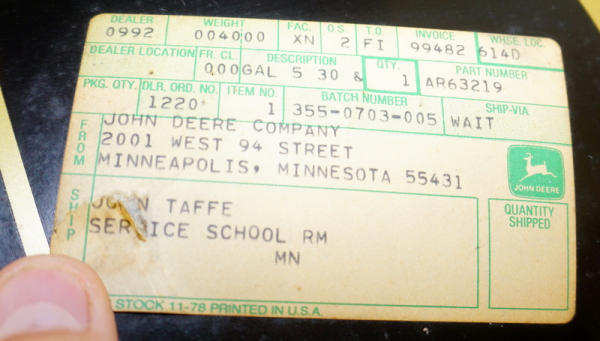 DEALER WEIGHT FAC. O.S. T.O. INVOICE WHSE. LOC.
0992 004000 XN 2 FI 99482 614D
DEALER LOCATION FR. CL. DESCRIPTION QTY. PART NUMBER
0,00GAL 5 30 & 1 AR63219
PKG. QTY. DLR. ORD. NO. ITEM NO. BATCH NUMBER SHIP-VIA
1220 1 355-0703-005 WAIT
FROM
JOHN DEERE COMPANY
2001 WEST 94 STREET
MINNEAPOLIS, MINNESOTA 55431
JOHN DEERE
SHIP
TAFFE
SERVICE SCHOOL RM
MN
QUANTITY
SHIPPED
STOCK 11-78 PRINTED IN U.S.A.